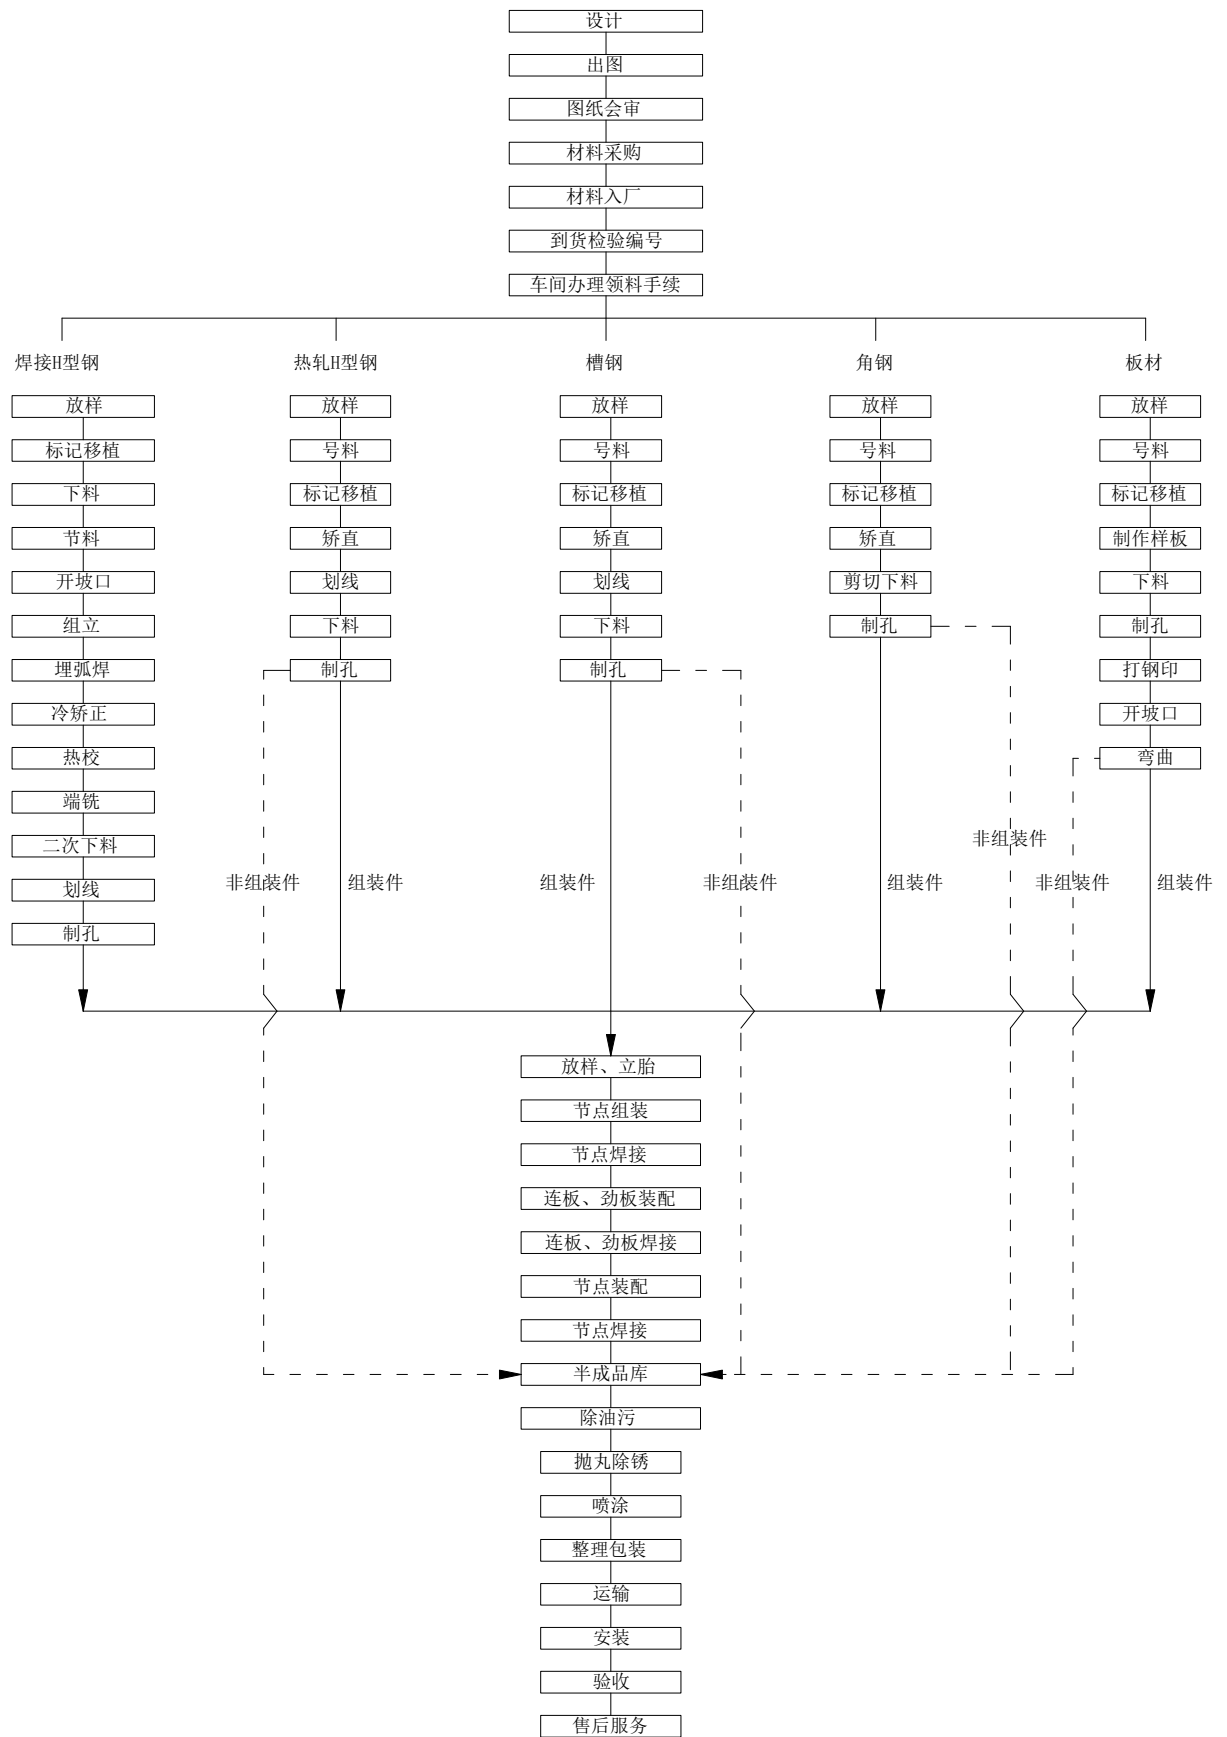 设计
出图
图纸会审
材料采购
材料入厂
到货检验编号
车间办理领料手续
焊接H型钢
放样
标记移植
下料
节料
开坡口
组立
埋弧焊
冷矫正
热校
端铣
二次下料
划线
制孔
热轧H型钢
放样
号料
标记移植
矫直
划线
下料
制孔
非组装件
组装件
槽钢
放样
号料
标记移植
矫直
划线
下料
制孔
组装件
非组装件
角钢
放样
号料
标记移植
矫直
剪切下料
制孔
组装件
非组装件
板材
放样
号料
标记移植
制作样板
下料
制孔
打钢印
开坡口
弯曲
非组装件
组装件
放样、立胎
节点组装
节点焊接
连板、劲板装配
连板、劲板焊接
节点装配
节点焊接
半成品库
除油污
抛丸除锈
喷涂
整理包装
运输
安装
验收
售后服务